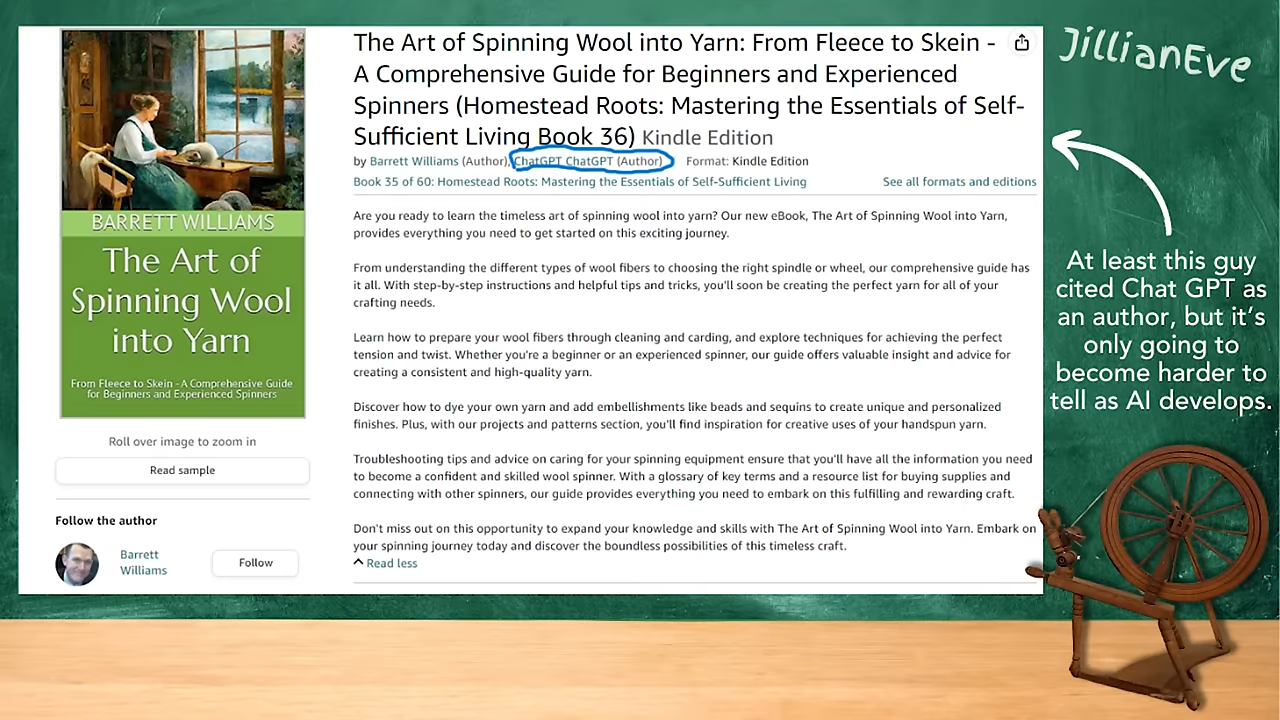 The Art of Spinning Wool into Yarn: From Fleece to Skein -
A Comprehensive Guide for Beginners and Experienced
Spinners (Homestead Roots: Mastering the Essentials of Self-
Sufficient Living Book 36) Kindle Edition
by Barrett Williams (Author), ChatGPT ChatGPT (Author) Format: Kindle Edition
Book 35 of 60: Homestead Roots: Mastering the Essentials of Self-Sufficient Living See all formats and editions
Are you ready to learn the timeless art of spinning wool into yarn? Our new eBook, The Art of Spinning Wool into Yarn,
provides everything you need to get started on this exciting journey.
From understanding the different types of wool fibers to choosing the right spindle or wheel, our comprehensive guide has
it all. With step-by-step instructions and helpful tips and tricks, you'll soon be creating the perfect yarn for all of your
crafting needs.
Learn how to prepare your wool fibers through cleaning and carding, and explore techniques for achieving the perfect
tension and twist. Whether you're a beginner or an experienced spinner, our guide offers valuable insight and advice for
creating a consistent and high-quality yarn.
Discover how to dye your own yarn and add embellishments like beads and sequins to create unique and personalized
finishes. Plus, with our projects and patterns section, you'll find inspiration for creative uses of your handspun yarn.
Troubleshooting tips and advice on caring for your spinning equipment ensure that you'll have all the information you need
to become a confident and skilled wool spinner. With a glossary of key terms and a resource list for buying supplies and
connecting with other spinners, our guide provides everything you need to embark on this fulfilling and rewarding craft.
Don't miss out on this opportunity to expand your knowledge and skills with The Art of Spinning Wool into Yarn. Embark on
your spinning journey today and discover the boundless possibilities of this timeless craft.
Read less
BARRETT WILLIAMS
The Art of
Spinning Wool
into Yarn
From Fleece to Skein - A Comprehensive Guide
for Beginners and Experienced Spinners
Roll over image to zoom in
Read sample
Follow the author
Barrett
Williams
Follow
JillianEve
At least this guy
cited Chat GPT as
an author, but it's
only going to
become harder to
tell as AI develops.